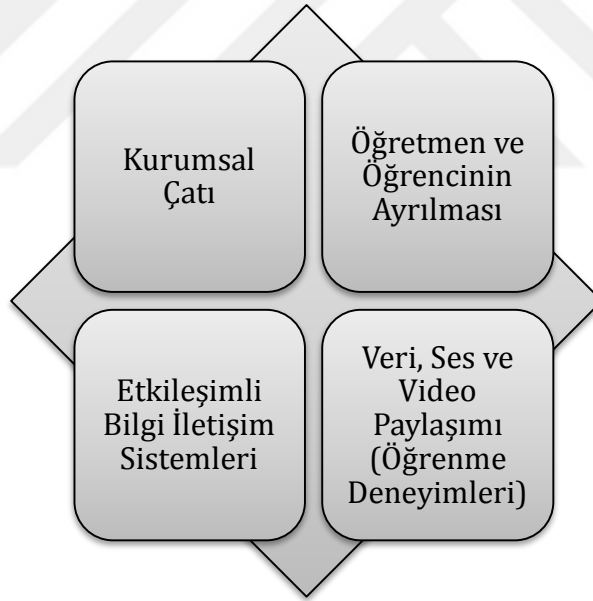 Kurumsal
Çatı
Öğretmen ve
Öğrencinin
Ayrılması
Etkileşimli
Bilgi İletişim
Sistemleri
Veri, Ses ve
Video
Paylaşımı
(Öğrenme
Deneyimleri)